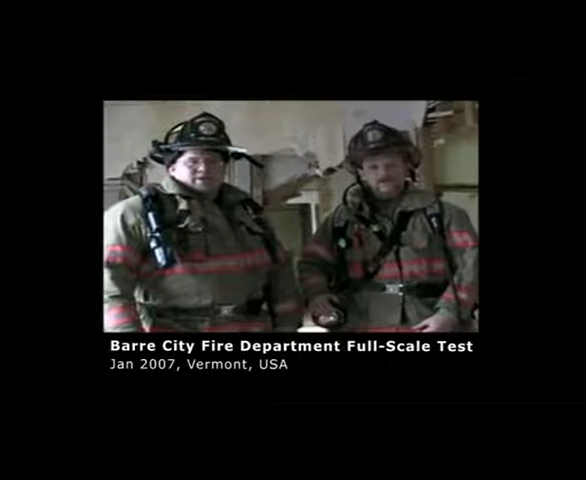 Barre City Fire Department Full-Scale Test
Jan 2007, Vermont, USA